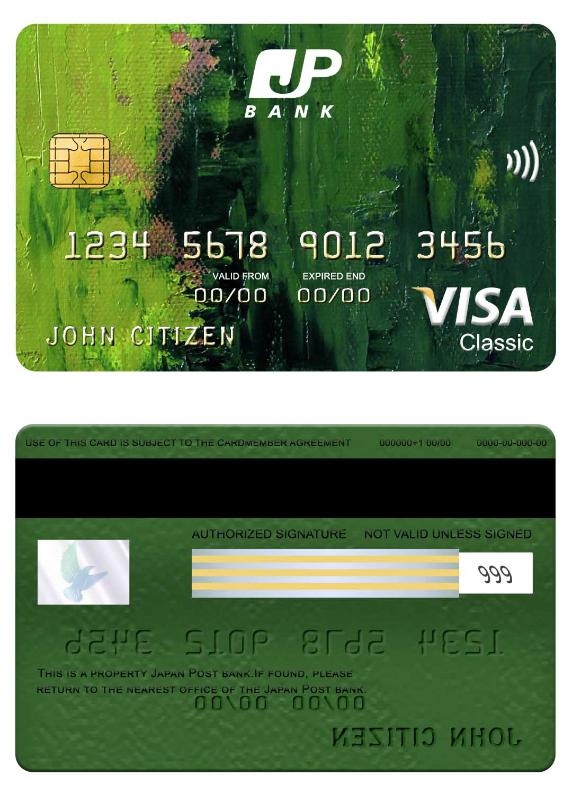 JP
BANK
1234 5678 9012 3456
VALID FROM EXPIRED END
00/00 00/00
VISA
JOHN CITIZEN
Classic
USE OF THIS CARD IS SUBJECT TO THE CARDMEMBER AGREEMENT 000000+1 00/00 0000-00-000-00
AUTHORIZED SIGNATURE NOT VALID UNLESS SIGNED
999
1234 5678 9012 3456
THIS IS A PROPERTY JAPAN POST BANK.IF FOUND, PLEASE
RETURN TO THE NEAREST OFFICE OF THE JAPAN POST BANK.
00/00 00/00
JOHN CITIZEN